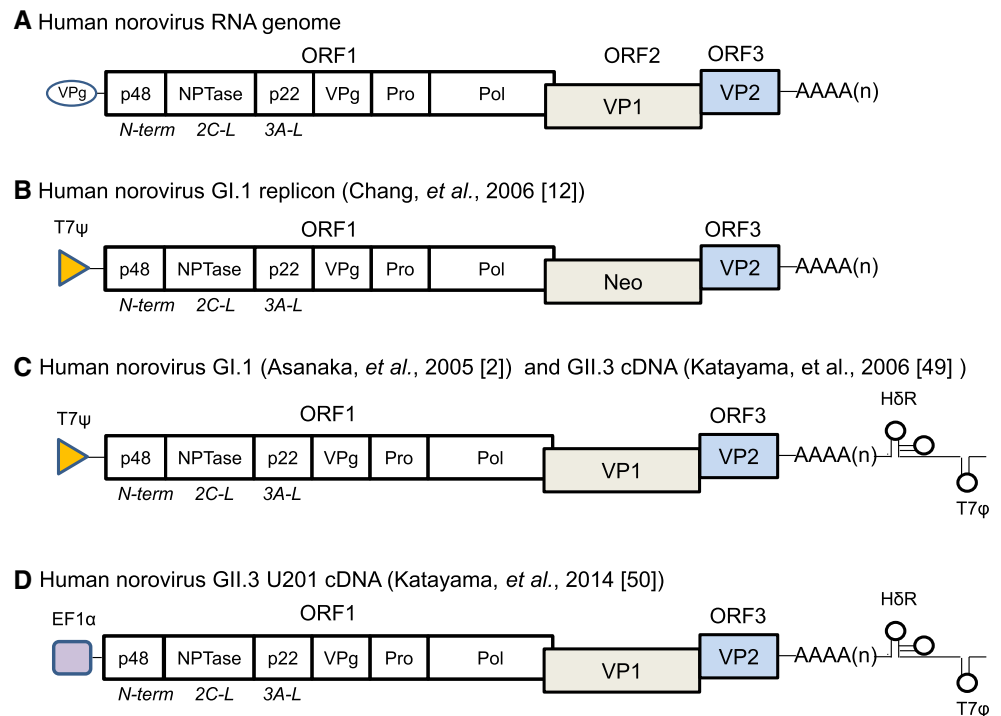 A Human norovirus RNA genome
ORF1 ORF2 ORF3
VPg p48 NPTase p22 VPg Pro Pol VP1 VP2 AAAA(n)
N-term 2C-L 3A-L
B Human norovirus GI.1 replicon (Chang, et al., 2006 [12])
T7ψ ORF1 ORF3
p48 NPTase p22 VPg Pro Pol Neo VP2 AAAA(n)
N-term 2C-L 3A-L
C Human norovirus GI.1 (Asanaka, et al., 2005 [2]) and GII.3 cDNA (Katayama, et al., 2006 [49] )
T7ψ ORF1 ORF3 HδR
p48 NPTase p22 VPg Pro Pol VP1 VP2 AAAA(n)
N-term 2C-L 3A-L T7φ
D Human norovirus GII.3 U201 cDNA (Katayama, et al., 2014 [50])
EF1α ORF1 ORF3 HδR
p48 NPTase p22 VPg Pro Pol VP1 VP2 AAAA(n)
N-term 2C-L 3A-L T7φ